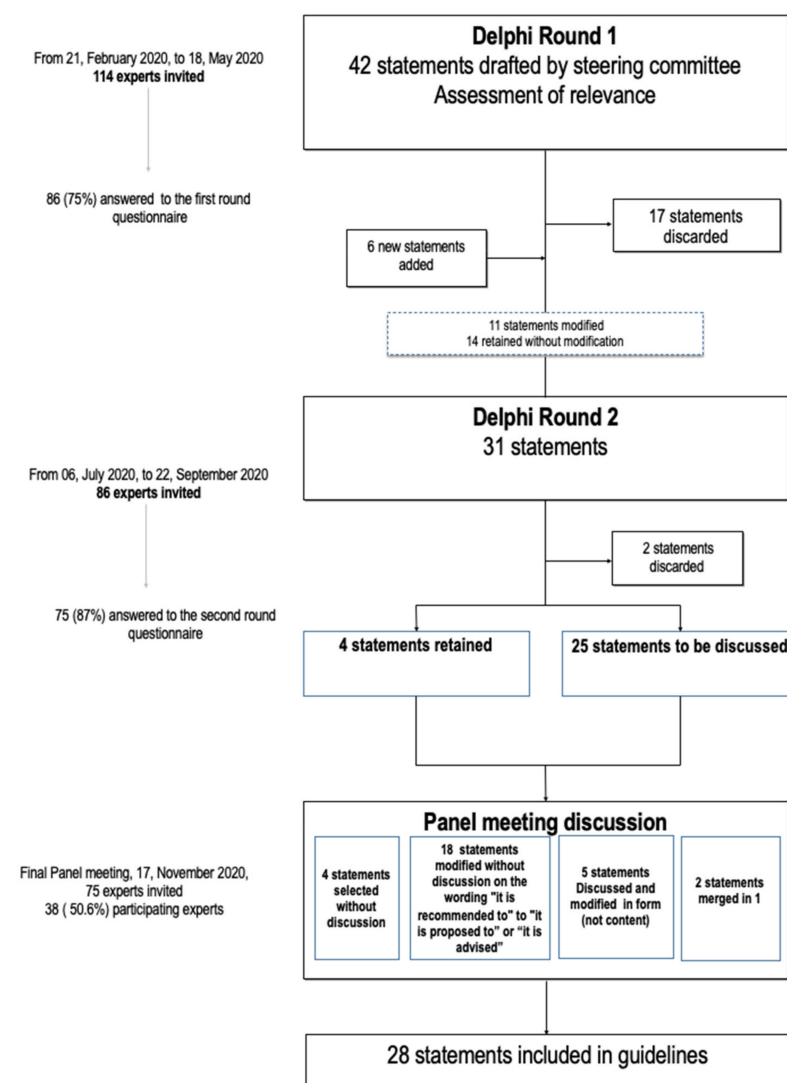 Delphi Round 1
42 statements drafted by steering committee
Assessment of relevance
From 21, February 2020, to 18, May 2020
114 experts invited
86 (75%) answered to the first round
questionnaire
17 statements
discarded
6 new statements
added
11 statements modified
14 retained without modification
Delphi Round 2
31 statements
From 06, July 2020, to 22, September 2020
86 experts invited
2 statements
discarded
75 (87%) answered to the second round
questionnaire
4 statements retained
25 statements to be discussed
Panel meeting discussion
Final Panel meeting, 17, November 2020,
75 experts invited
38 ( 50.6%) participating experts
4 statements
selected
without
discussion
18 statements
modified without
discussion on the
wording "it is
recommended to" to "it
is proposed to” or “it is
advised”
5 statements
Discussed and
modified in form
(not content)
2 statements
merged in 1
28 statements included in guidelines